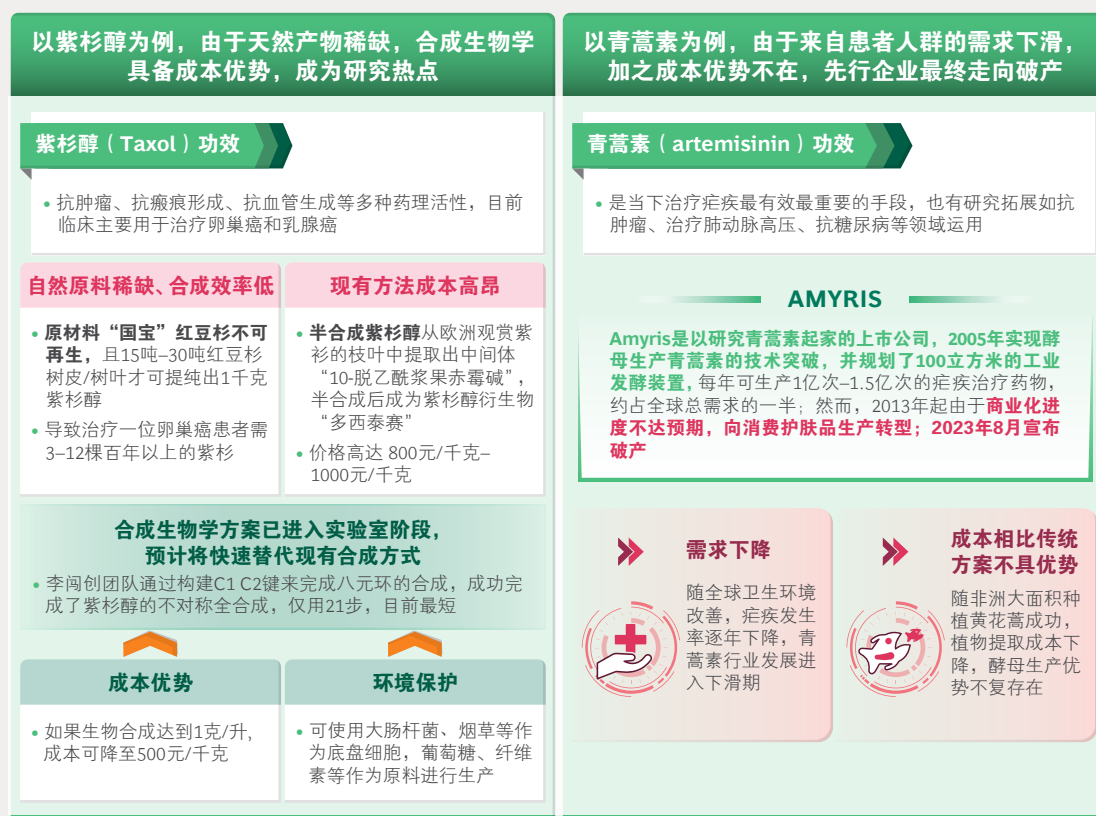 以紫杉醇为例，由于天然产物稀缺，合成生物学
具备成本优势，成为研究热点
紫杉醇（Taxol）功效
• 抗肿瘤、抗瘢痕形成、抗血管生成等多种药理活性，目前
临床主要用于治疗卵巢癌和乳腺癌
自然原料稀缺、合成效率低
• 原材料“国宝”红豆杉不可
再生，且15吨–30吨红豆杉
树皮/树叶才可提纯出1千克
紫杉醇
• 导致治疗一位卵巢癌患者需
3–12棵百年以上的紫杉
现有方法成本高昂
• 半合成紫杉醇从欧洲观赏紫
衫的枝叶中提取出中间体
“10-脱乙酰浆果赤霉碱”，
半合成后成为紫杉醇衍生物
“多西泰赛”
• 价格高达 800元/千克–
1000元/千克
合成生物学方案已进入实验室阶段，
预计将快速替代现有合成方式
• 李闯创团队通过构建C1 C2键来完成八元环的合成，成功完
成了紫杉醇的不对称全合成，仅用21步，目前最短
成本优势
• 如果生物合成达到1克/升,
成本可降至500元/千克
环境保护
• 可使用大肠杆菌、烟草等作
为底盘细胞，葡萄糖、纤维
素等作为原料进行生产
以青蒿素为例，由于来自患者人群的需求下滑，
加之成本优势不在，先行企业最终走向破产
青蒿素（artemisinin）功效
• 是当下治疗疟疾最有效最重要的手段，也有研究拓展如抗
肿瘤、治疗肺动脉高压、抗糖尿病等领域运用
AMYRIS
Amyris是以研究青蒿素起家的上市公司，2005年实现酵
母生产青蒿素的技术突破，并规划了100立方米的工业
发酵装置，每年可生产1亿次–1.5亿次的疟疾治疗药物，
约占全球总需求的一半；然而，2013年起由于商业化进
度不达预期，向消费护肤品生产转型；2023年8月宣布
破产
需求下降
随全球卫生环境
改善，疟疾发生
率逐年下降，青
蒿素行业发展进
入下滑期
成本相比传统
方案不具优势
随非洲大面积种
植黄花蒿成功，
植物提取成本下
降，酵母生产优
势不复存在